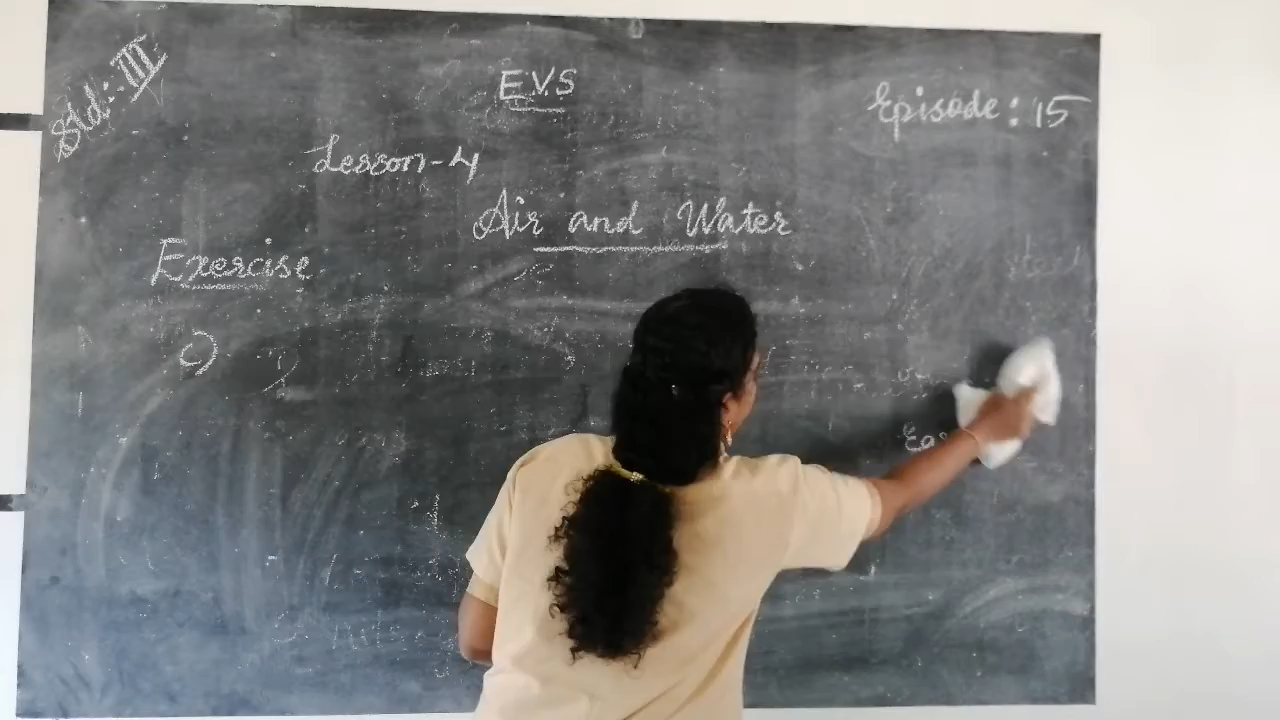 Std:-III
E.V.S
Episode: 15
Lesson-4
Air and Water
Exercise